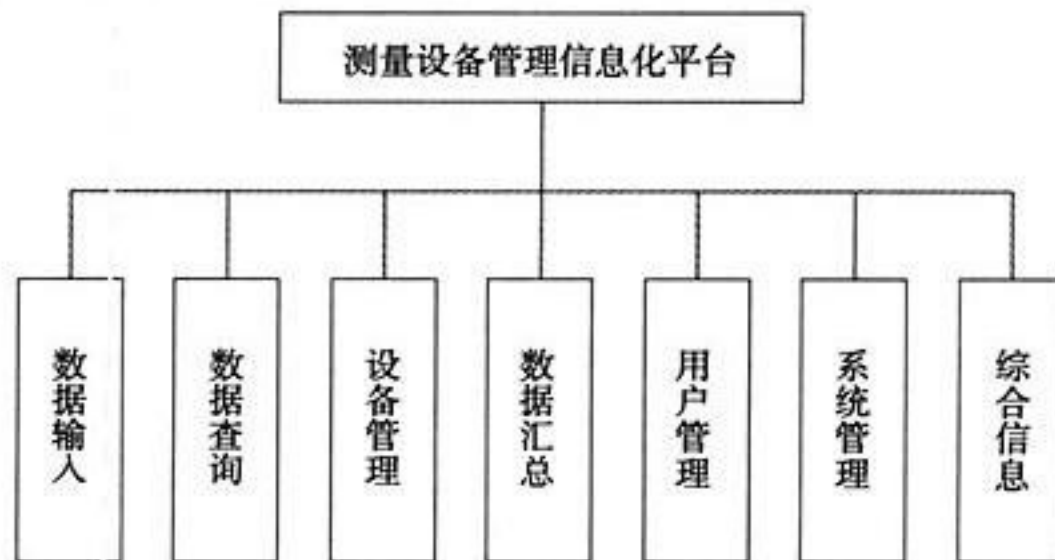 测量设备管理信息化平台
数据输入
数据查询
设备管理
数据汇总
用户管理
系统管理
综合信息